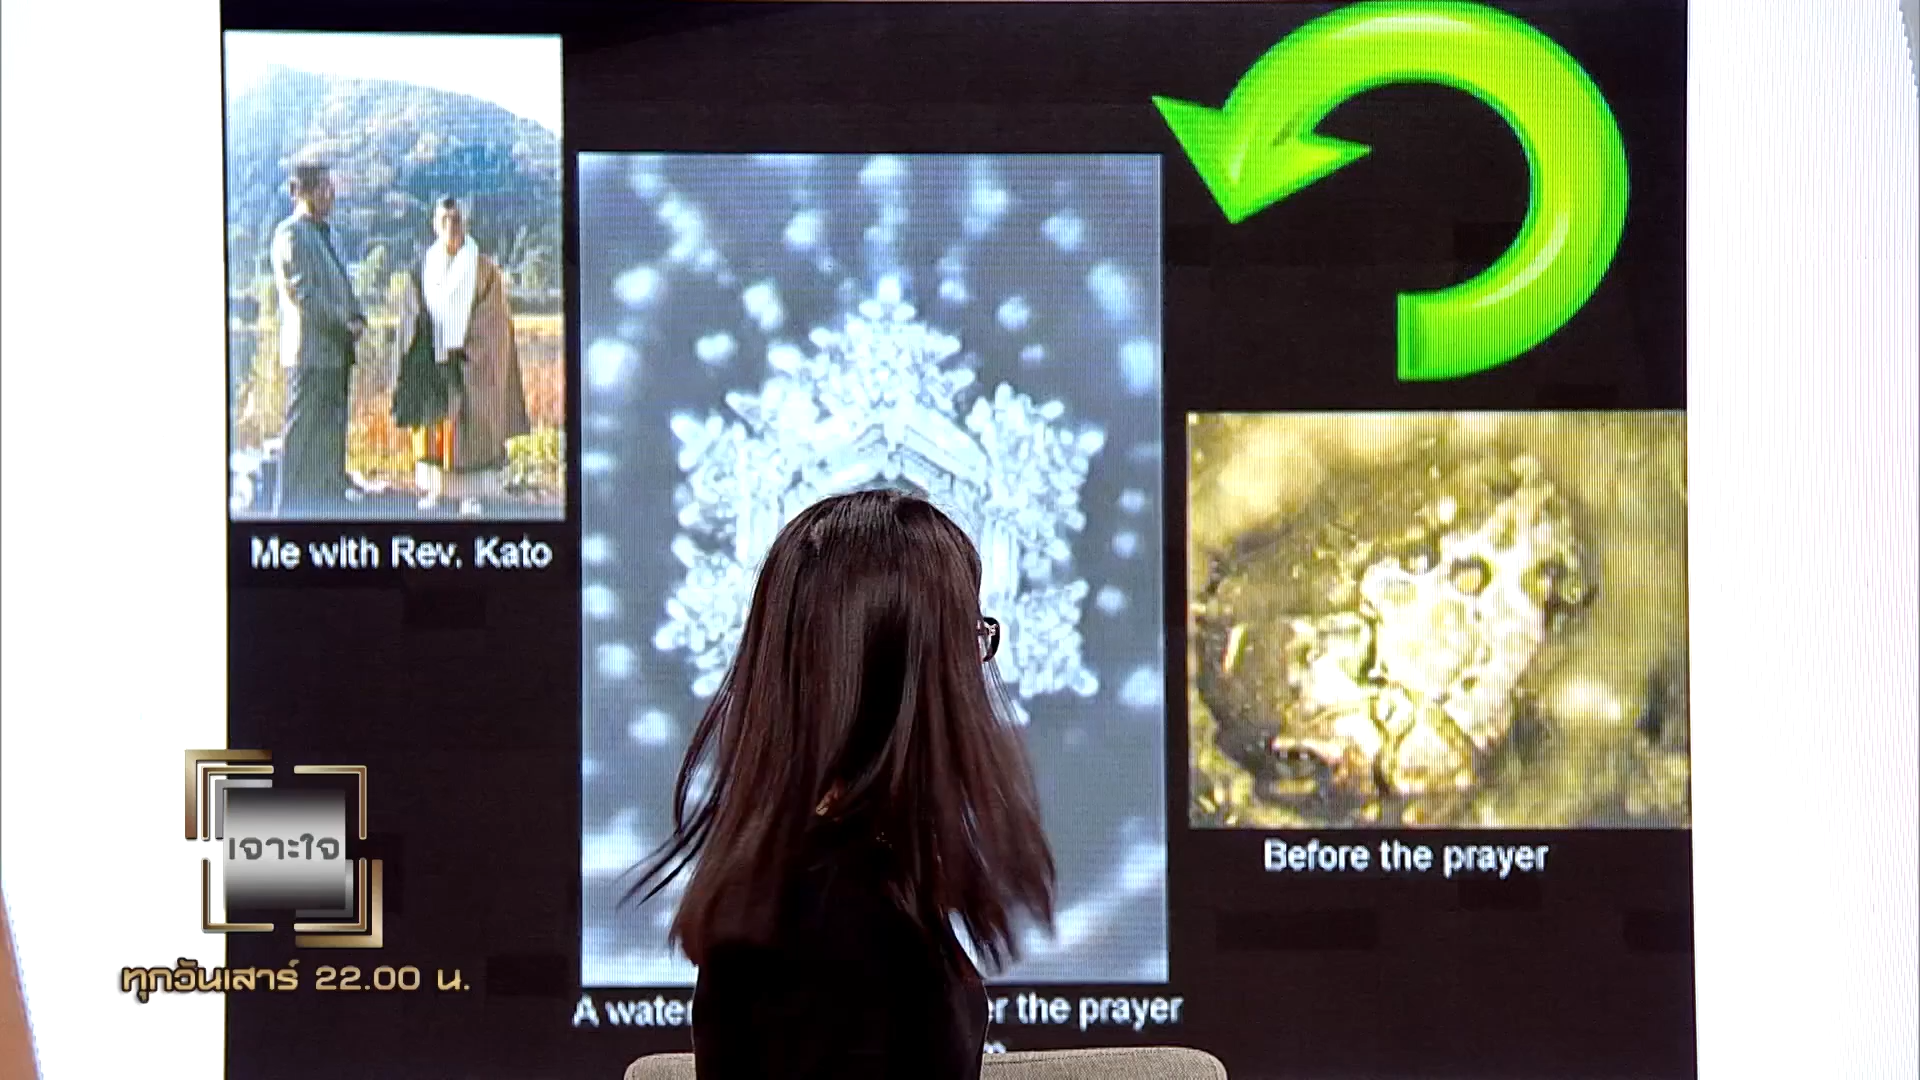 Me with Rev. Kato
Before the prayer
A water
er the prayer
เจาะใจ
ทุกวันเสาร์ 22.00 น.